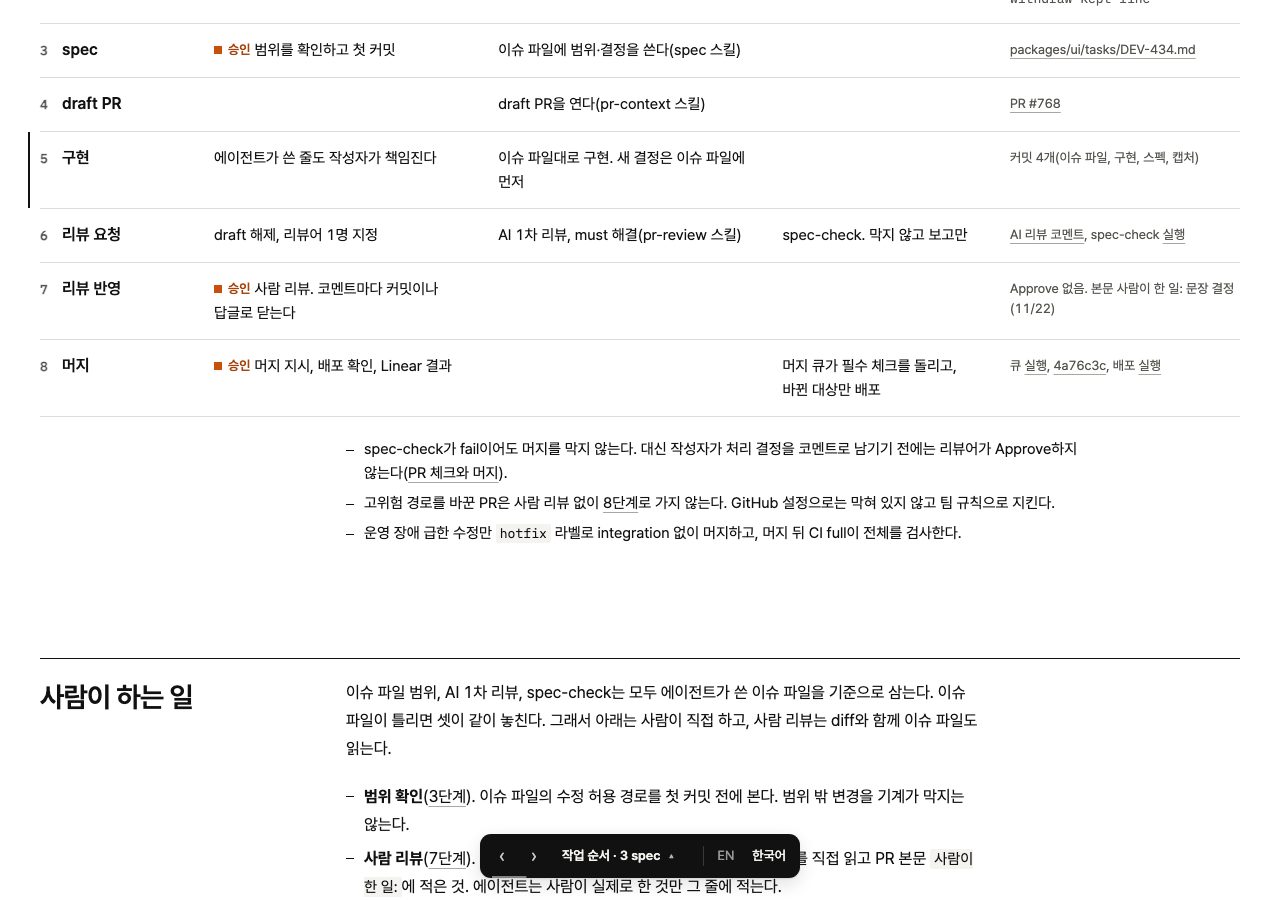 withdraw kept line
3 spec ■ 승인 범위를 확인하고 첫 커밋 이슈 파일에 범위·결정을 쓴다(spec 스킬) packages/ui/tasks/DEV-434.md
4 draft PR draft PR을 연다(pr-context 스킬) PR #768
5 구현 에이전트가 쓴 줄도 작성자가 책임진다 이슈 파일대로 구현. 새 결정은 이슈 파일에 커밋 4개(이슈 파일, 구현, 스펙, 캡처)
먼저
6 리뷰 요청 draft 해제, 리뷰어 1명 지정 AI 1차 리뷰, must 해결(pr-review 스킬) spec-check. 막지 않고 보고만 AI 리뷰 코멘트, spec-check 실행
7 리뷰 반영 ■ 승인 사람 리뷰. 코멘트마다 커밋이나 Approve 없음. 본문 사람이 한 일: 문장 결정
답글로 닫는다 (11/22)
8 머지 ■ 승인 머지 지시, 배포 확인, Linear 결과 머지 큐가 필수 체크를 돌리고, 큐 실행, 4a76c3c, 배포 실행
바뀐 대상만 배포
– spec-check가 fail이어도 머지를 막지 않는다. 대신 작성자가 처리 결정을 코멘트로 남기기 전에는 리뷰어가 Approve하지
않는다(PR 체크와 머지).
– 고위험 경로를 바꾼 PR은 사람 리뷰 없이 8단계로 가지 않는다. GitHub 설정으로는 막혀 있지 않고 팀 규칙으로 지킨다.
– 운영 장애 급한 수정만 hotfix 라벨로 integration 없이 머지하고, 머지 뒤 CI full이 전체를 검사한다.
사람이 하는 일
이슈 파일 범위, AI 1차 리뷰, spec-check는 모두 에이전트가 쓴 이슈 파일을 기준으로 삼는다. 이슈
파일이 틀리면 셋이 같이 놓친다. 그래서 아래는 사람이 직접 하고, 사람 리뷰는 diff와 함께 이슈 파일도
읽는다.
– 범위 확인(3단계). 이슈 파일의 수정 허용 경로를 첫 커밋 전에 본다. 범위 밖 변경을 기계가 막지는
않는다.
– 사람 리뷰(7단계). 를 직접 읽고 PR 본문 사람이
한 일: 에 적은 것. 에이전트는 사람이 실제로 한 것만 그 줄에 적는다.
‹ › 작업 순서 · 3 spec ▲ EN 한국어